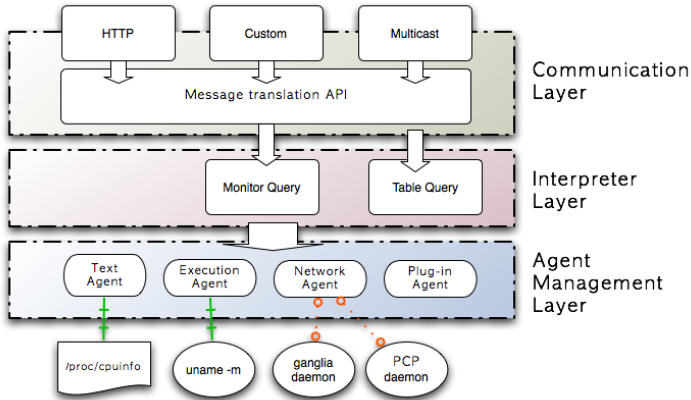 HTTP
Custom
Multicast
Message translation API
Communication
Layer
Monitor Query
Table Query
Interpreter
Layer
Text
Agent
Execution
Agent
Network
Agent
Plug-in
Agent
Agent
Management
Layer
/proc/cpuinfo
uname -m
ganglia
daemon
PCP
daemon